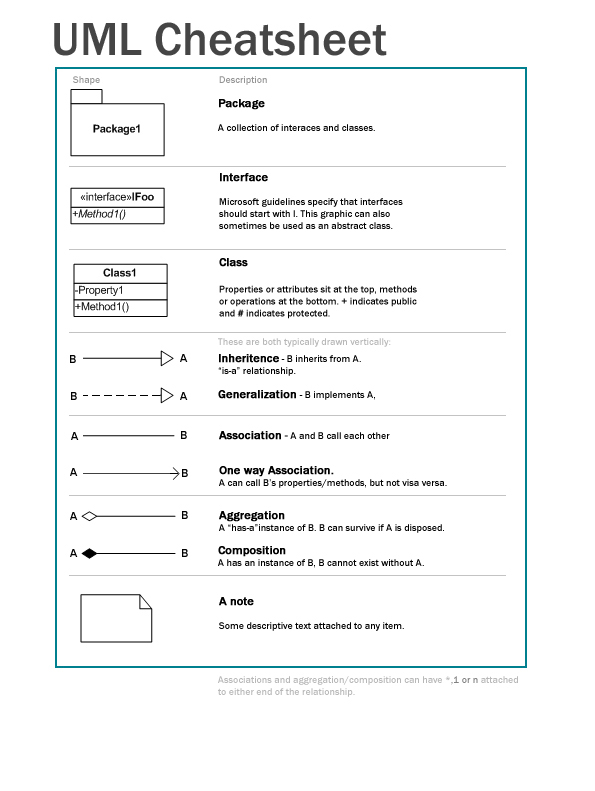 UML Cheatsheet
Shape Description
Package1
Package
A collection of interaces and classes.
«interface»IFoo
+Method1()
Interface
Microsoft guidelines specify that interfaces
should start with I. This graphic can also
sometimes be used as an abstract class.
Class1
-Property1
+Method1()
Class
Properties or attributes sit at the top, methods
or operations at the bottom. + indicates public
and # indicates protected.
These are both typically drawn vertically:
B A
Inheritence - B inherits from A.
"is-a" relationship.
B A
Generalization - B implements A,
A B
Association - A and B call each other
A B
One way Association.
A can call B's properties/methods, but not visa versa.
A B
Aggregation
A "has-a"instance of B. B can survive if A is disposed.
A B
Composition
A has an instance of B, B cannot exist without A.
A note
Some descriptive text attached to any item.
Associations and aggregation/composition can have *,1 or n attached
to either end of the relationship.